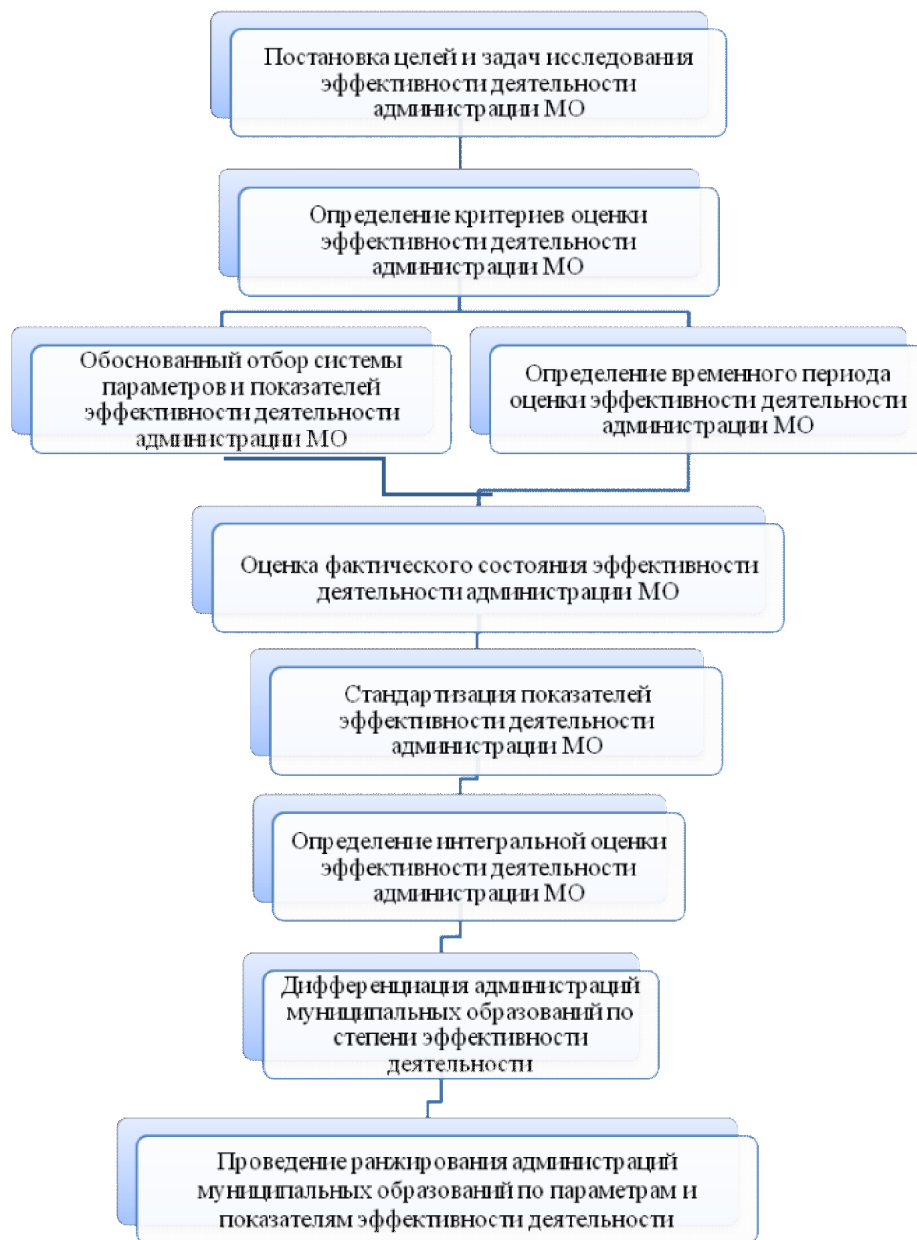 Постановка целей и задач исследования
эффективности деятельности
администрации МО
Определение критериев оценки
эффективности деятельности
администрации МО
Обоснованный отбор системы
параметров и показателей
эффективности деятельности
администрации МО
Определение временного периода
оценки эффективности деятельности
администрации МО
Оценка фактического состояния эффективности
деятельности администрации МО
Стандартизация показателей
эффективности деятельности
администрации МО
Определение интегральной оценки
эффективности деятельности
администрации МО
Дифференциация администраций
муниципальных образований по
степени эффективности
деятельности
Проведение ранжирования администраций
муниципальных образований по параметрам и
показателям эффективности деятельности